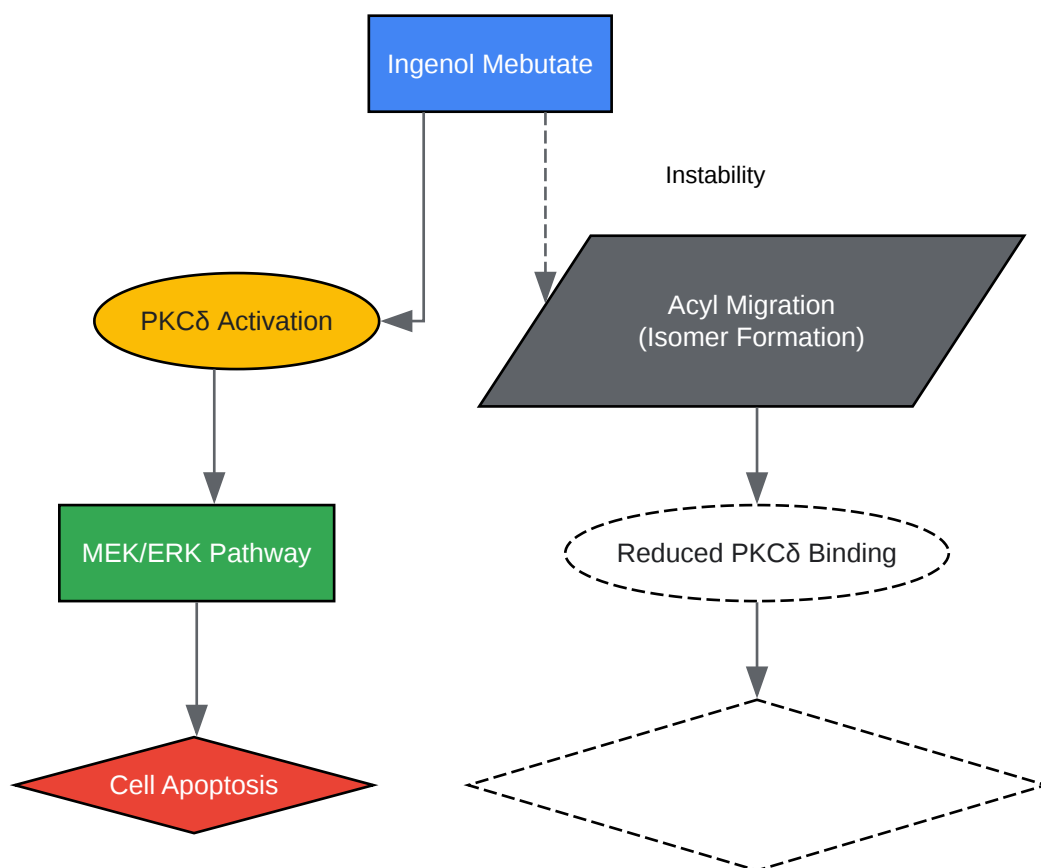 Ingenol Mebutate
Instability
Acyl Migration
(Isomer Formation)
PKCδ Activation
MEK/ERK Pathway
Reduced PKCδ Binding
Cell Apoptosis